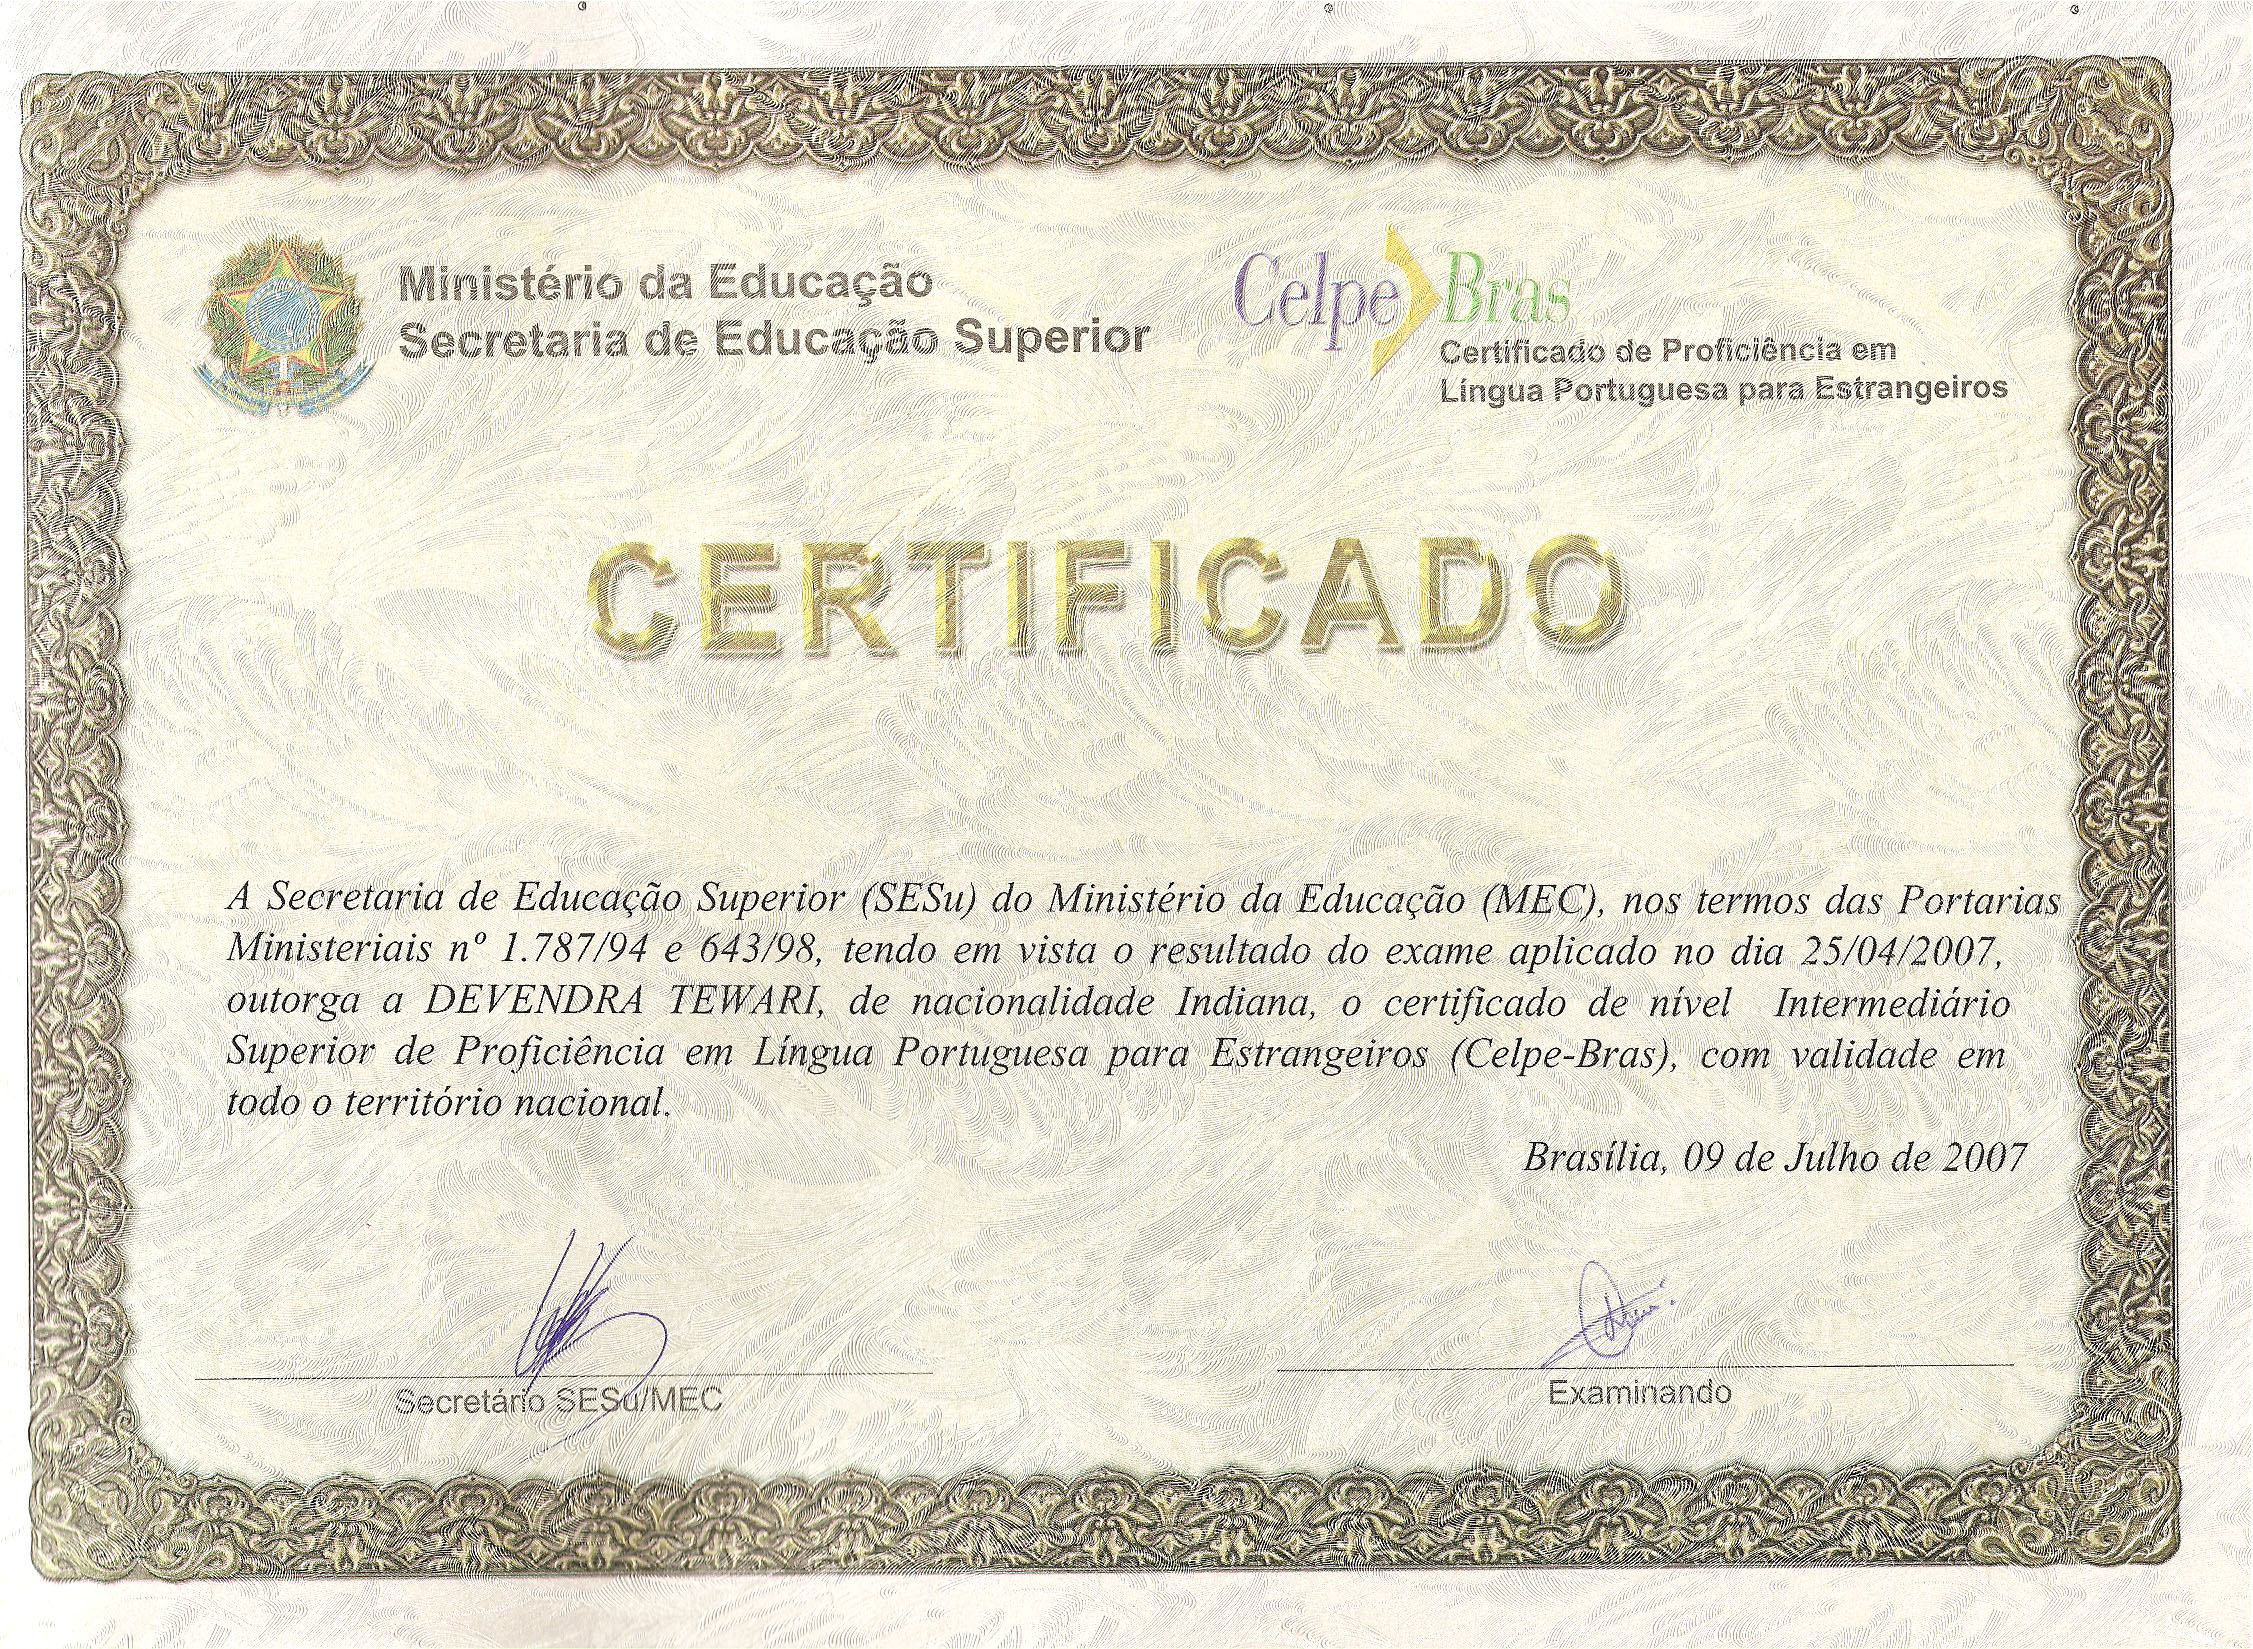 Ministério da Educação
Secretaria de Educação Superior
Celpe Bras
Certificado de Proficiência em
Língua Portuguesa para Estrangeiros
CERTIFICADO
A Secretaria de Educação Superior (SESu) do Ministério da Educação (MEC), nos termos das Portarias
Ministeriais nº 1.787/94 e 643/98, tendo em vista o resultado do exame aplicado no dia 25/04/2007,
outorga a DEVENDRA TEWARI, de nacionalidade Indiana, o certificado de nível Intermediário
Superior de Proficiência em Língua Portuguesa para Estrangeiros (Celpe-Bras), com validade em
todo o território nacional.
Brasília, 09 de Julho de 2007
Secretário SESu/MEC
Examinando